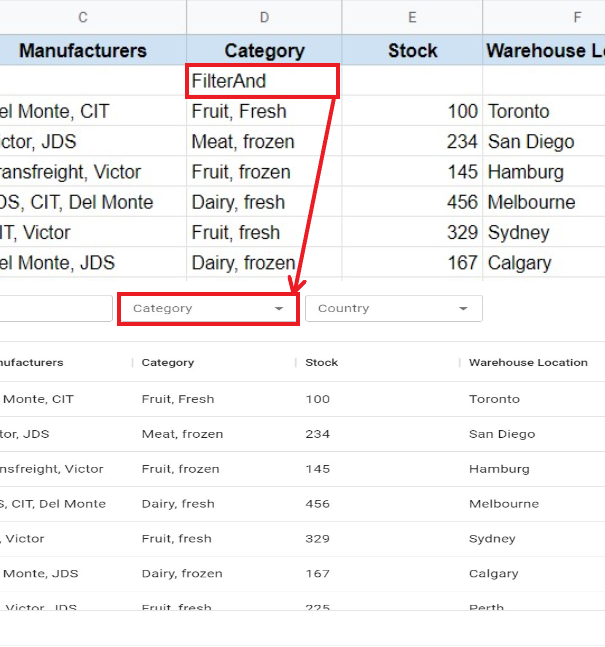 C D E F
Manufacturers Category Stock Warehouse Lo
FilterAnd
el Monte, CIT Fruit, Fresh 100 Toronto
ictor, JDS Meat, frozen 234 San Diego
ransfreight, Victor Fruit, frozen 145 Hamburg
DS, CIT, Del Monte Dairy, fresh 456 Melbourne
IT, Victor Fruit, fresh 329 Sydney
el Monte, JDS Dairy, frozen 167 Calgary
Category Country
nufacturers Category Stock Warehouse Location
Monte, CIT Fruit, Fresh 100 Toronto
tor, JDS Meat, frozen 234 San Diego
nsfreight, Victor Fruit, frozen 145 Hamburg
S, CIT, Del Monte Dairy, fresh 456 Melbourne
, Victor Fruit, fresh 329 Sydney
Monte, JDS Dairy, frozen 167 Calgary
Victor, JDS Fruit, fresh 225 Perth